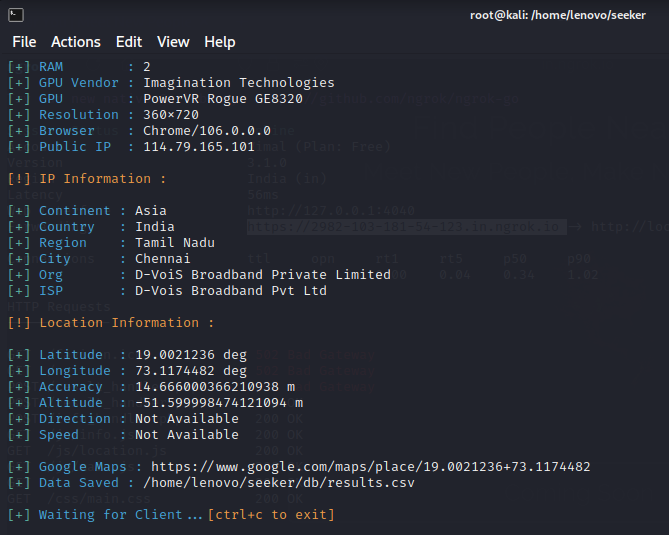 root@kali: /home/lenovo/seeker
File Actions Edit View Help
[+] RAM : 2
[+] GPU Vendor : Imagination Technologies
[+] GPU : PowerVR Rogue GE8320
[+] Resolution : 360×720
[+] Browser : Chrome/106.0.0.0
[+] Public IP : 114.79.165.101
[!] IP Information :
[+] Continent : Asia
[+] Country : India
[+] Region : Tamil Nadu
[+] City : Chennai
[+] Org : D-VoiS Broadband Private Limited
[+] ISP : D-Vois Broadband Pvt Ltd
[!] Location Information :
[+] Latitude : 19.0021236 deg
[+] Longitude : 73.1174482 deg
[+] Accuracy : 14.666000366210938 m
[+] Altitude : -51.599998474121094 m
[+] Direction : Not Available
[+] Speed : Not Available
[+] Google Maps : https://www.google.com/maps/place/19.0021236+73.1174482
[+] Data Saved : /home/lenovo/seeker/db/results.csv
[+] Waiting for Client...[ctrl+c to exit]